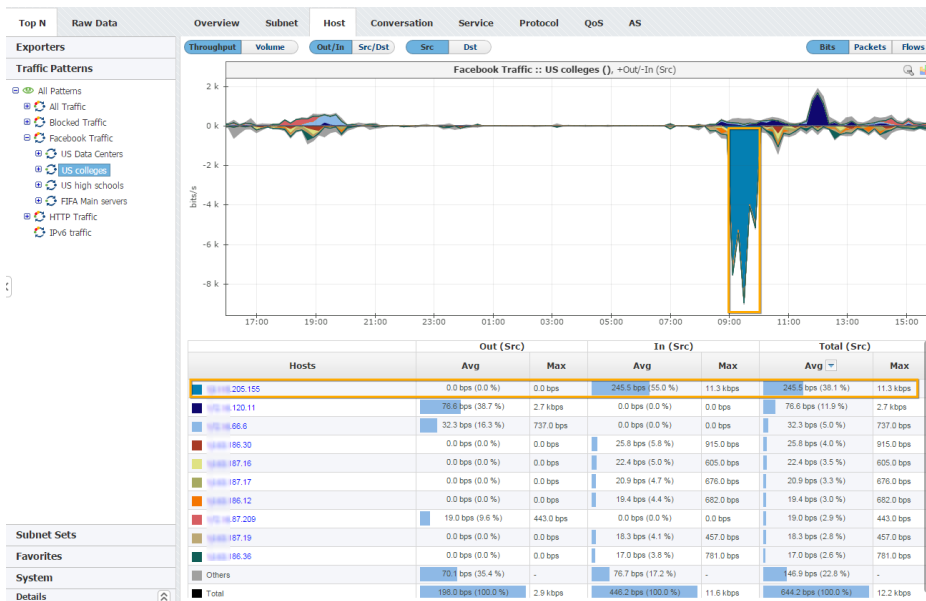 Top N Raw Data Overview Subnet Host Conversation Service Protocol QoS AS
Exporters Throughput Volume Out/In Src/Dst Src Dst Bits Packets Flows
Traffic Patterns
Facebook Traffic :: US colleges (), +Out/-In (Src)
All Patterns
All Traffic
Blocked Traffic
Facebook Traffic
US Data Centers
US colleges
US high schools
FIFA Main servers
HTTP Traffic
IPv6 traffic
Subnet Sets
Favorites
System
Details
bits/s
2 k
0 k
-2 k
-4 k
-6 k
-8 k
17:00 19:00 21:00 23:00 01:00 03:00 05:00 07:00 09:00 11:00 13:00 15:00
Out (Src) In (Src) Total (Src)
Hosts Avg Max Avg Max Avg Max
.205.155 0.0 bps (0.0 %) 0.0 bps 245.5 bps (55.0 %) 11.3 kbps 245.5 bps (38.1 %) 11.3 kbps
.120.11 76.6 bps (38.7 %) 2.7 kbps 0.0 bps (0.0 %) 0.0 bps 76.6 bps (11.9 %) 2.7 kbps
.66.6 32.3 bps (16.3 %) 737.0 bps 0.0 bps (0.0 %) 0.0 bps 32.3 bps (5.0 %) 737.0 bps
.186.30 0.0 bps (0.0 %) 0.0 bps 25.8 bps (5.8 %) 915.0 bps 25.8 bps (4.0 %) 915.0 bps
.187.16 0.0 bps (0.0 %) 0.0 bps 22.4 bps (5.0 %) 605.0 bps 22.4 bps (3.5 %) 605.0 bps
.187.17 0.0 bps (0.0 %) 0.0 bps 20.9 bps (4.7 %) 676.0 bps 20.9 bps (3.3 %) 676.0 bps
.186.12 0.0 bps (0.0 %) 0.0 bps 19.4 bps (4.4 %) 682.0 bps 19.4 bps (3.0 %) 682.0 bps
.87.209 19.0 bps (9.6 %) 443.0 bps 0.0 bps (0.0 %) 0.0 bps 19.0 bps (2.9 %) 443.0 bps
.187.19 0.0 bps (0.0 %) 0.0 bps 18.3 bps (4.1 %) 457.0 bps 18.3 bps (2.8 %) 457.0 bps
.186.36 0.0 bps (0.0 %) 0.0 bps 17.0 bps (3.8 %) 781.0 bps 17.0 bps (2.6 %) 781.0 bps
Others 70.1 bps (35.4 %) - 76.7 bps (17.2 %) - 146.9 bps (22.8 %) -
Total 198.0 bps (100.0 %) 2.9 kbps 446.2 bps (100.0 %) 11.6 kbps 644.2 bps (100.0 %) 12.2 kbps